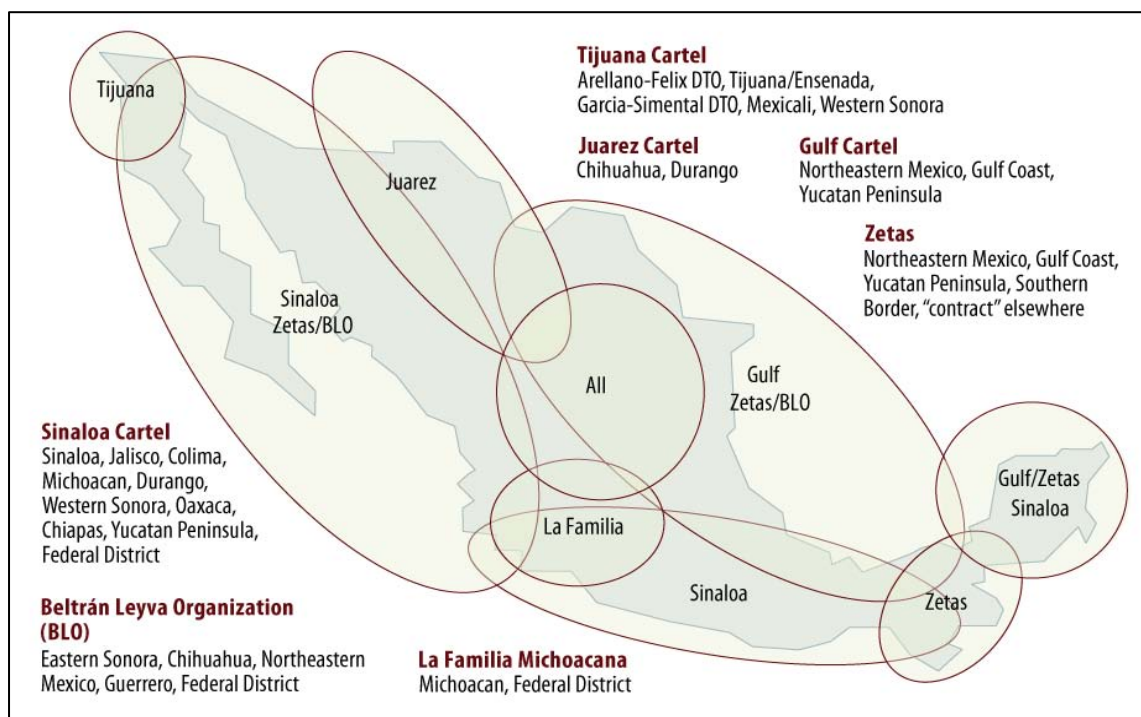 Tijuana
Juarez
Sinaloa
Zetas/BLO
All
Gulf
Zetas/BLO
La Familia
Sinaloa
Zetas
Gulf/Zetas
Sinaloa
Tijuana Cartel
Arellano-Felix DTO, Tijuana/Ensenada,
Garcia-Simental DTO, Mexicali, Western Sonora
Juarez Cartel
Chihuahua, Durango
Gulf Cartel
Northeastern Mexico, Gulf Coast,
Yucatan Peninsula
Zetas
Northeastern Mexico, Gulf Coast,
Yucatan Peninsula, Southern
Border, “contract” elsewhere
Sinaloa Cartel
Sinaloa, Jalisco, Colima,
Michoacan, Durango,
Western Sonora, Oaxaca,
Chiapas, Yucatan Peninsula,
Federal District
Beltrán Leyva Organization
(BLO)
Eastern Sonora, Chihuahua, Northeastern
Mexico, Guerrero, Federal District
La Familia Michoacana
Michoacan, Federal District